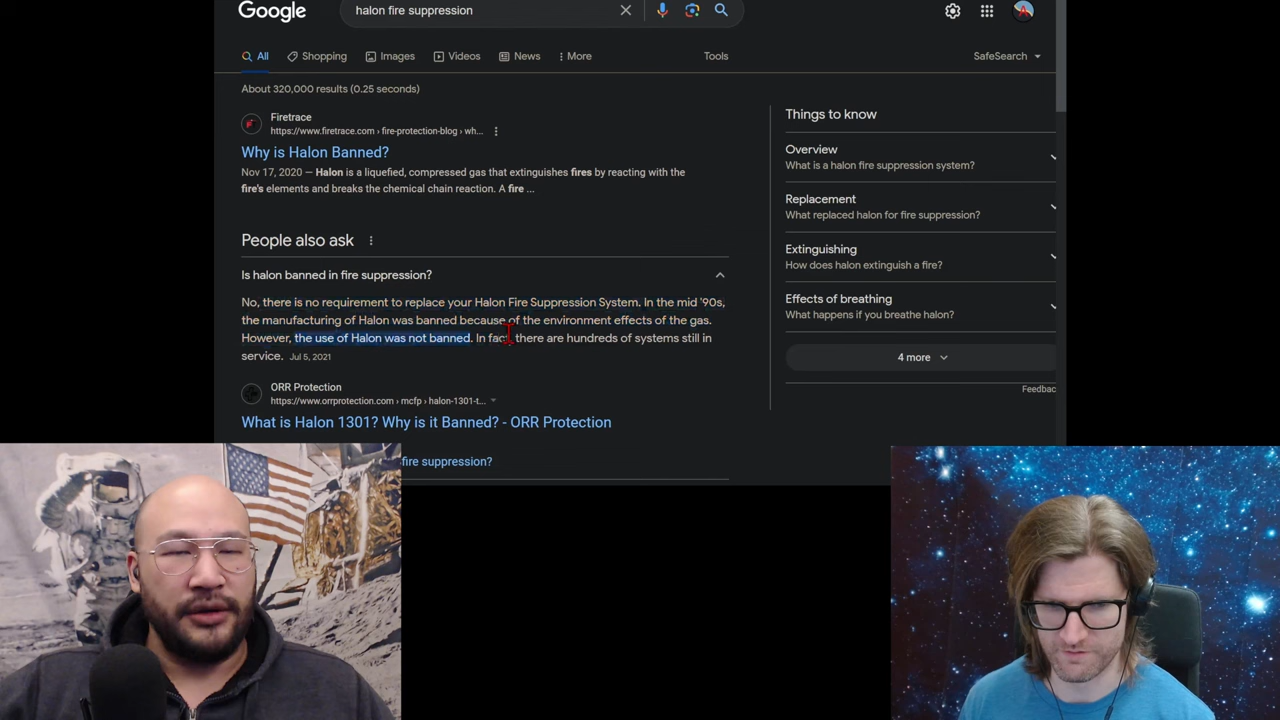 Google
halon fire suppression
All
Shopping
Images
Videos
News
More
Tools
SafeSearch
About 320,000 results (0.25 seconds)
Firetrace
https://www.firetrace.com › fire-protection-blog › wh...
Why is Halon Banned?
Nov 17, 2020 — Halon is a liquefied, compressed gas that extinguishes fires by reacting with the
fire's elements and breaks the chemical chain reaction. A fire ...
People also ask
Is halon banned in fire suppression?
No, there is no requirement to replace your Halon Fire Suppression System. In the mid '90s,
the manufacturing of Halon was banned because of the environment effects of the gas.
However, the use of Halon was not banned. In fact, there are hundreds of systems still in
service. Jul 5, 2021
ORR Protection
https://www.orrprotection.com › mcfp › halon-1301-t...
What is Halon 1301? Why is it Banned? - ORR Protection
fire suppression?
Things to know
Overview
What is a halon fire suppression system?
Replacement
What replaced halon for fire suppression?
Extinguishing
How does halon extinguish a fire?
Effects of breathing
What happens if you breathe halon?
4 more
Feedbac